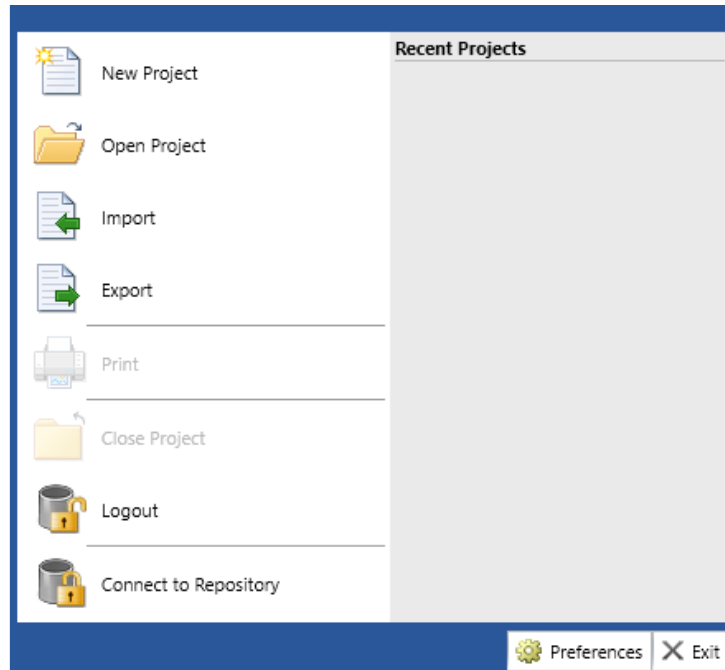 New Project
Open Project
Import
Export
Print
Close Project
Logout
Connect to Repository
Recent Projects
Preferences
Exit